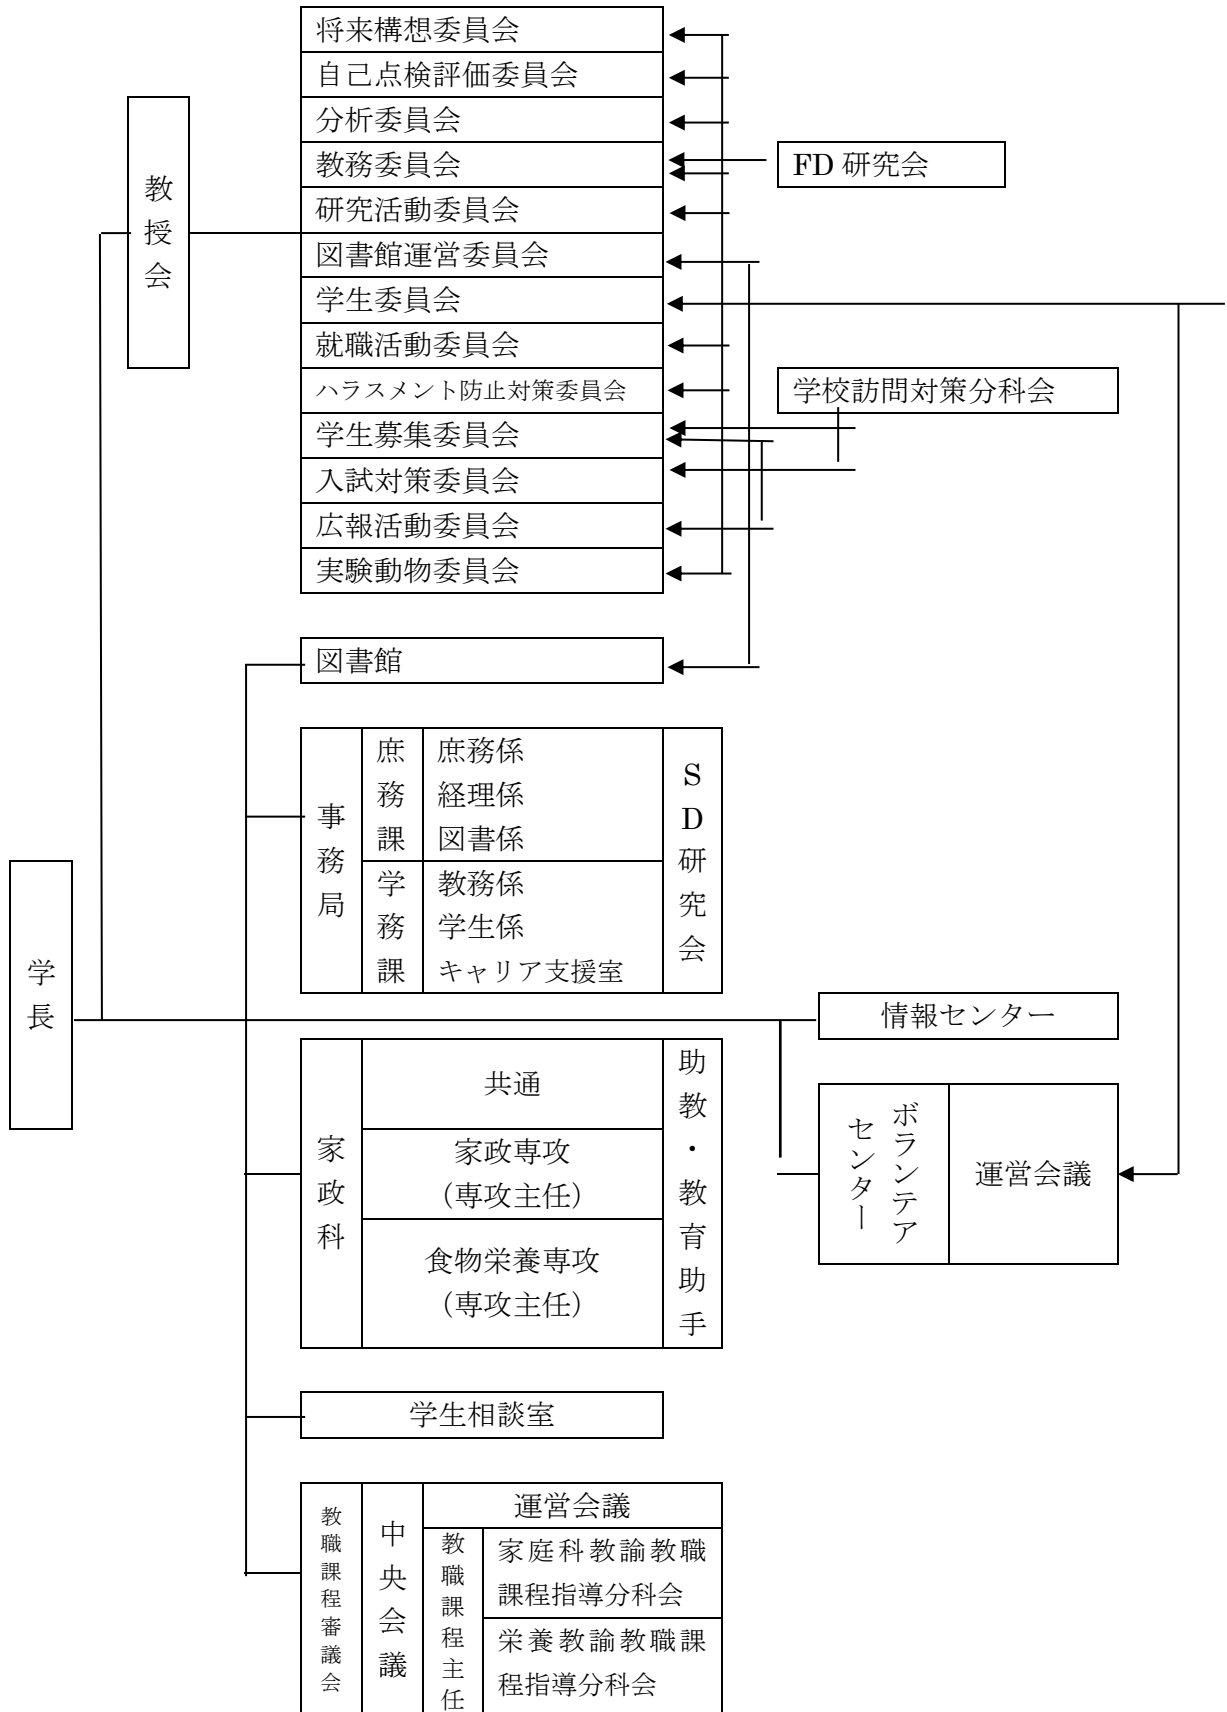 将来構想委員会
自己点検評価委員会
分析委員会
教務委員会
研究活動委員会
図書館運営委員会
学生委員会
就職活動委員会
ハラスメント防止対策委員会
学生募集委員会
入試対策委員会
広報活動委員会
実験動物委員会
教授会
FD 研究会
学校訪問対策分科会
図書館
事務局
庶務課
庶務係
経理係
図書係
学務課
教務係
学生係
キャリア支援室
SD研究会
学長
情報センター
家政科
共通
家政専攻
(専攻主任)
食物栄養専攻
(専攻主任)
助教・教育助手
ボランテア
センター
運営会議
学生相談室
教職課程審議会
中央会議
運営会議
教職課程主任
家庭科教諭教職
課程指導分科会
栄養教諭教職課
程指導分科会